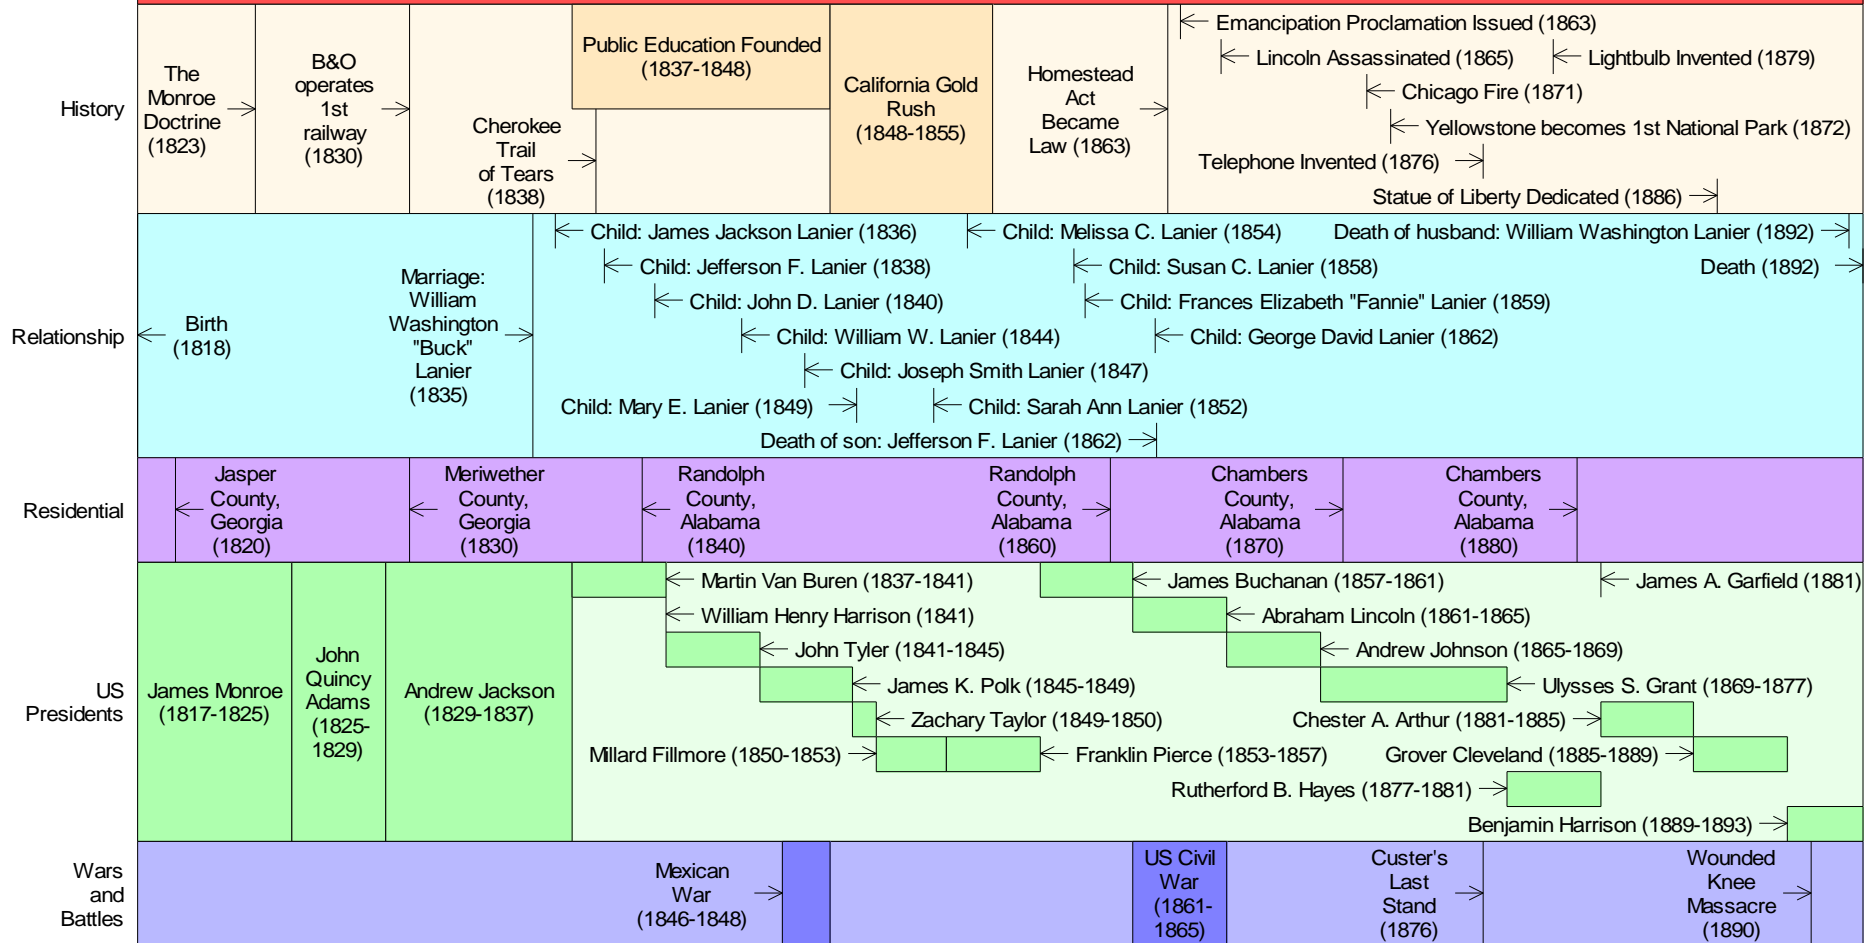 History
The
Monroe
Doctrine
(1823)
B&O
operates
1st
railway
(1830)
Cherokee
Trail
of Tears
(1838)
Public Education Founded
(1837-1848)
California Gold
Rush
(1848-1855)
Homestead
Act
Became
Law (1863)
Emancipation Proclamation Issued (1863)
Lincoln Assassinated (1865)
Lightbulb Invented (1879)
Chicago Fire (1871)
Yellowstone becomes 1st National Park (1872)
Telephone Invented (1876)
Statue of Liberty Dedicated (1886)
Relationship
Birth
(1818)
Marriage:
William
Washington
"Buck"
Lanier
(1835)
Child: James Jackson Lanier (1836)
Child: Melissa C. Lanier (1854)
Death of husband: William Washington Lanier (1892)
Child: Jefferson F. Lanier (1838)
Child: Susan C. Lanier (1858)
Death (1892)
Child: John D. Lanier (1840)
Child: Frances Elizabeth "Fannie" Lanier (1859)
Child: William W. Lanier (1844)
Child: George David Lanier (1862)
Child: Joseph Smith Lanier (1847)
Child: Mary E. Lanier (1849)
Child: Sarah Ann Lanier (1852)
Death of son: Jefferson F. Lanier (1862)
Residential
Jasper
County,
Georgia
(1820)
Meriwether
County,
Georgia
(1830)
Randolph
County,
Alabama
(1840)
Randolph
County,
Alabama
(1860)
Chambers
County,
Alabama
(1870)
Chambers
County,
Alabama
(1880)
US
Presidents
James Monroe
(1817-1825)
John
Quincy
Adams
(1825-
1829)
Andrew Jackson
(1829-1837)
Martin Van Buren (1837-1841)
James Buchanan (1857-1861)
James A. Garfield (1881)
William Henry Harrison (1841)
Abraham Lincoln (1861-1865)
John Tyler (1841-1845)
Andrew Johnson (1865-1869)
James K. Polk (1845-1849)
Ulysses S. Grant (1869-1877)
Zachary Taylor (1849-1850)
Chester A. Arthur (1881-1885)
Millard Fillmore (1850-1853)
Franklin Pierce (1853-1857)
Grover Cleveland (1885-1889)
Rutherford B. Hayes (1877-1881)
Benjamin Harrison (1889-1893)
Wars
and
Battles
Mexican
War
(1846-1848)
US Civil
War
(1861-
1865)
Custer's
Last
Stand
(1876)
Wounded
Knee
Massacre
(1890)